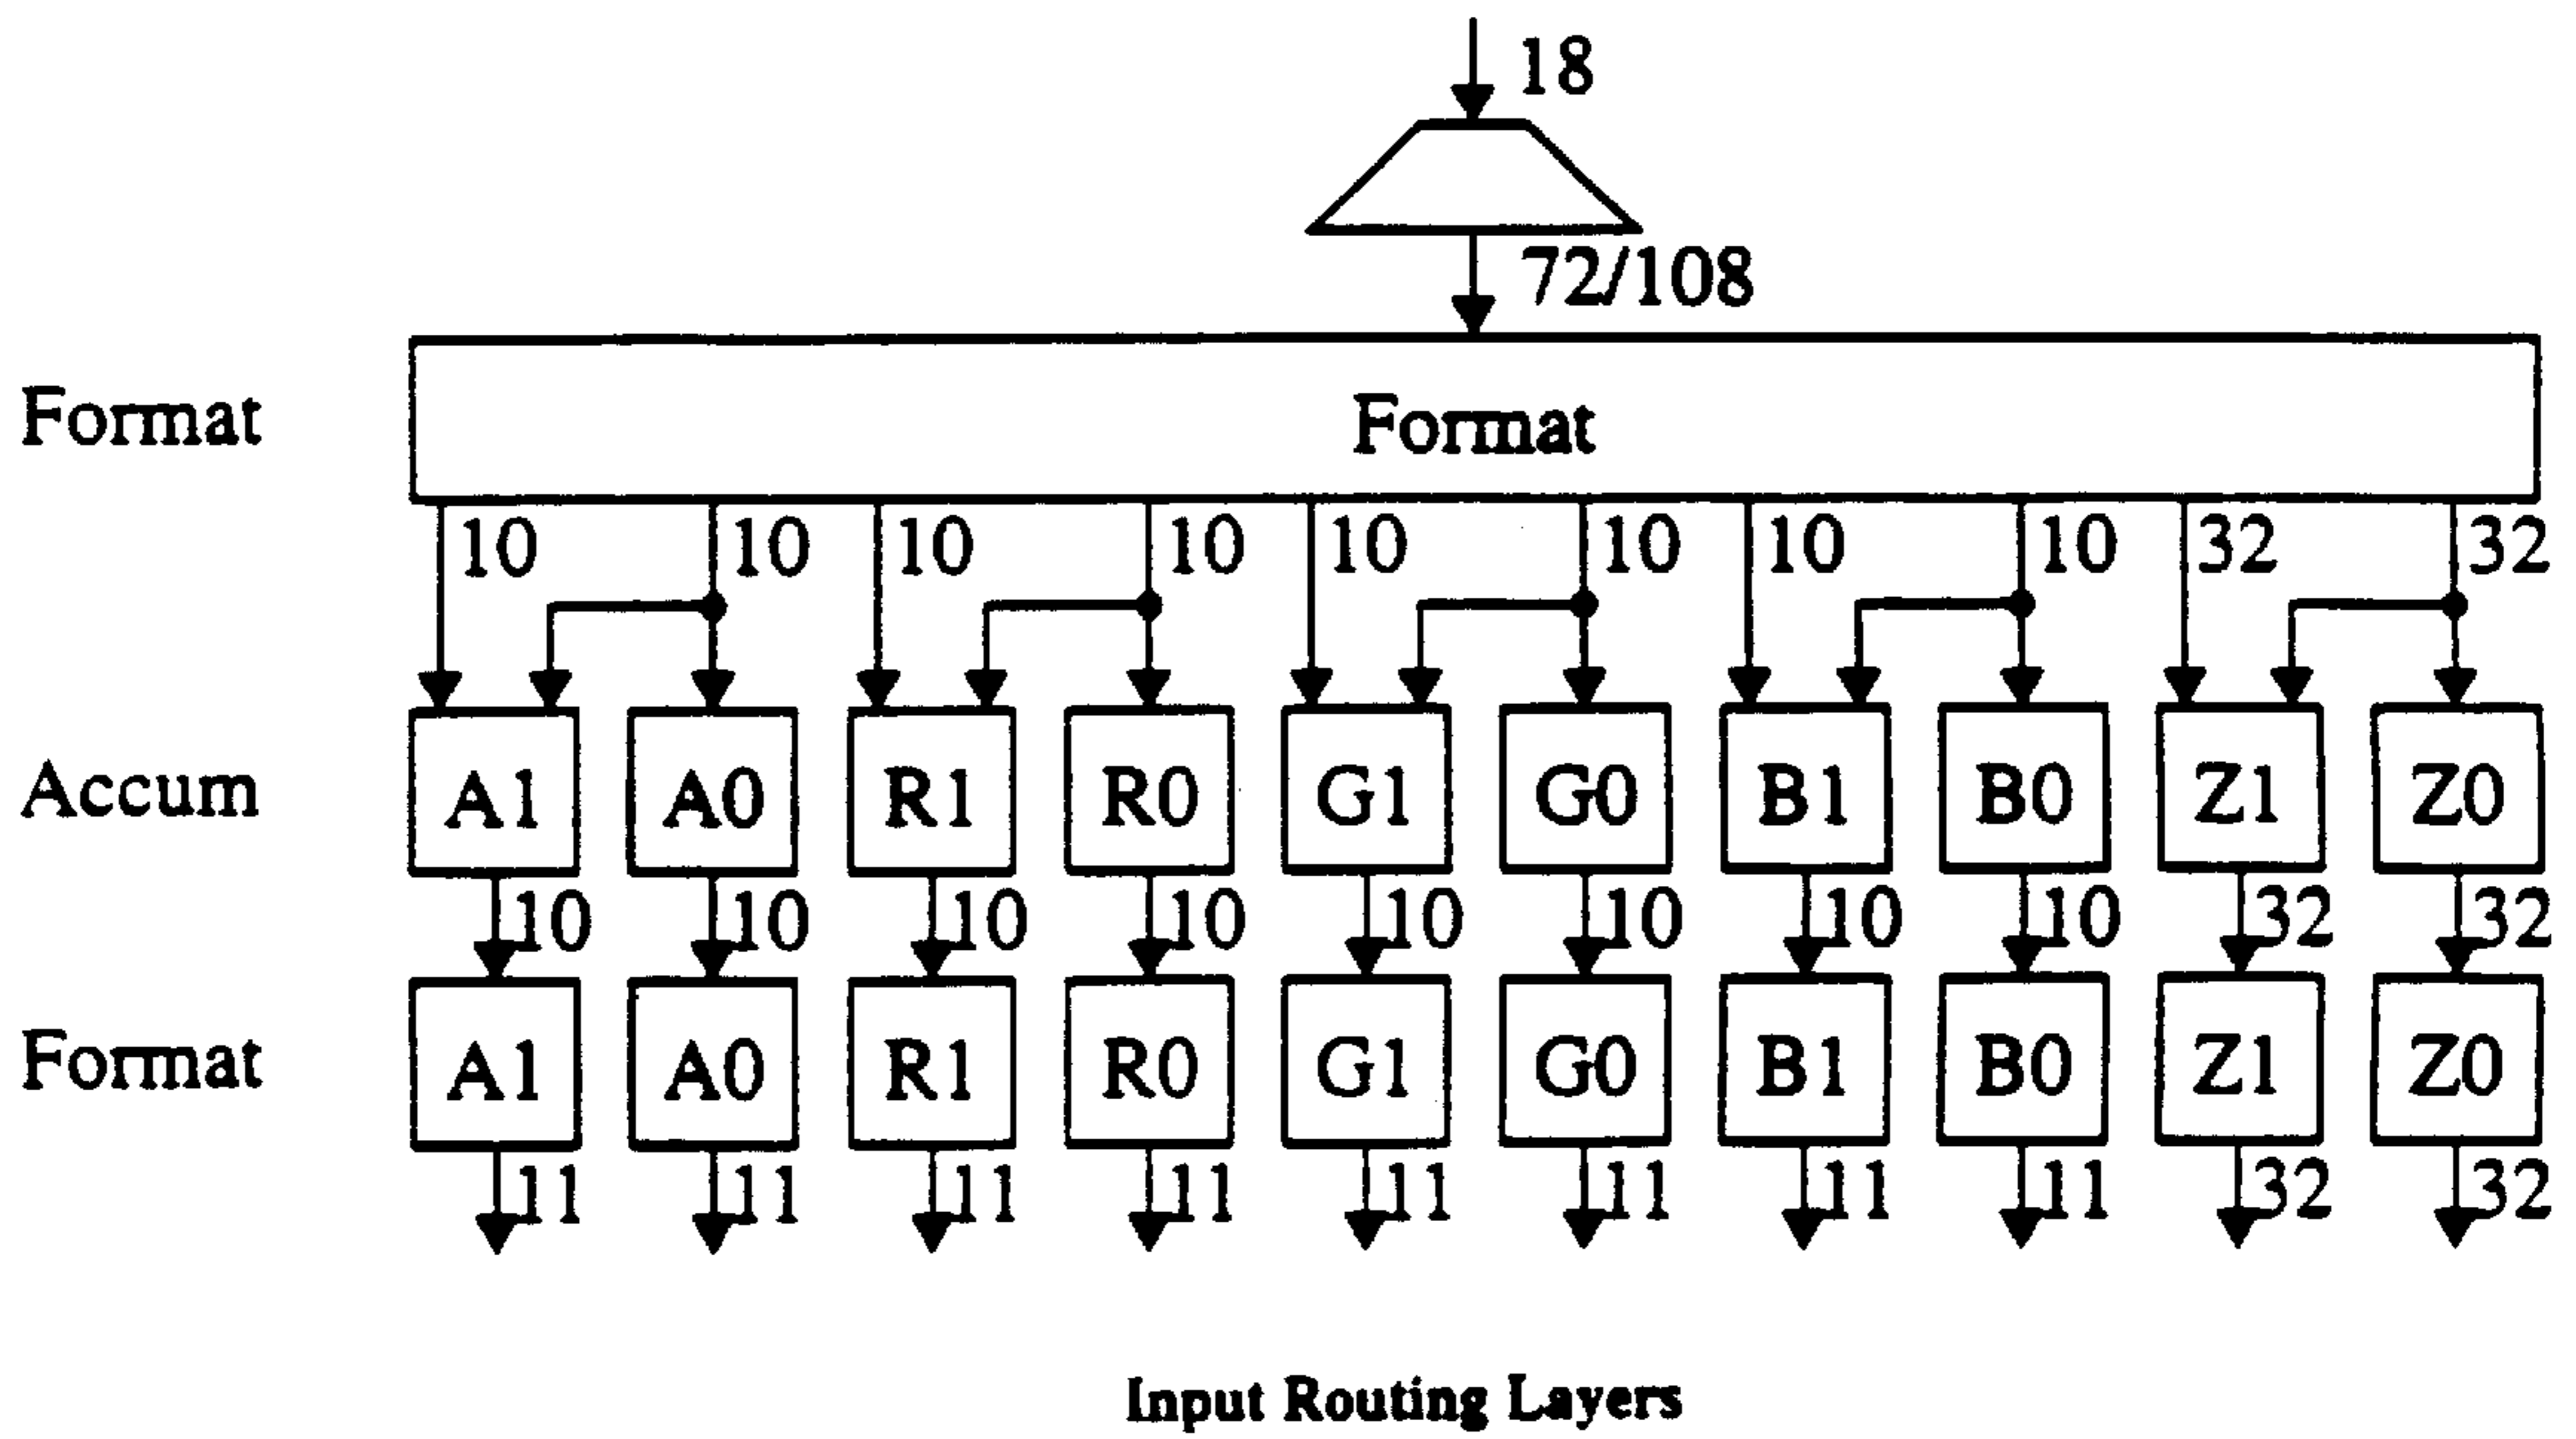 18
72/108
Format Format
10 10 10 10 10 10 10 10 32 32
Accum A1 A0 R1 R0 G1 G0 B1 B0 Z1 Z0
10 10 10 10 10 10 10 10 32 32
Format A1 A0 R1 R0 G1 G0 B1 B0 Z1 Z0
11 11 11 11 11 11 11 11 32 32
Input Routing Layers